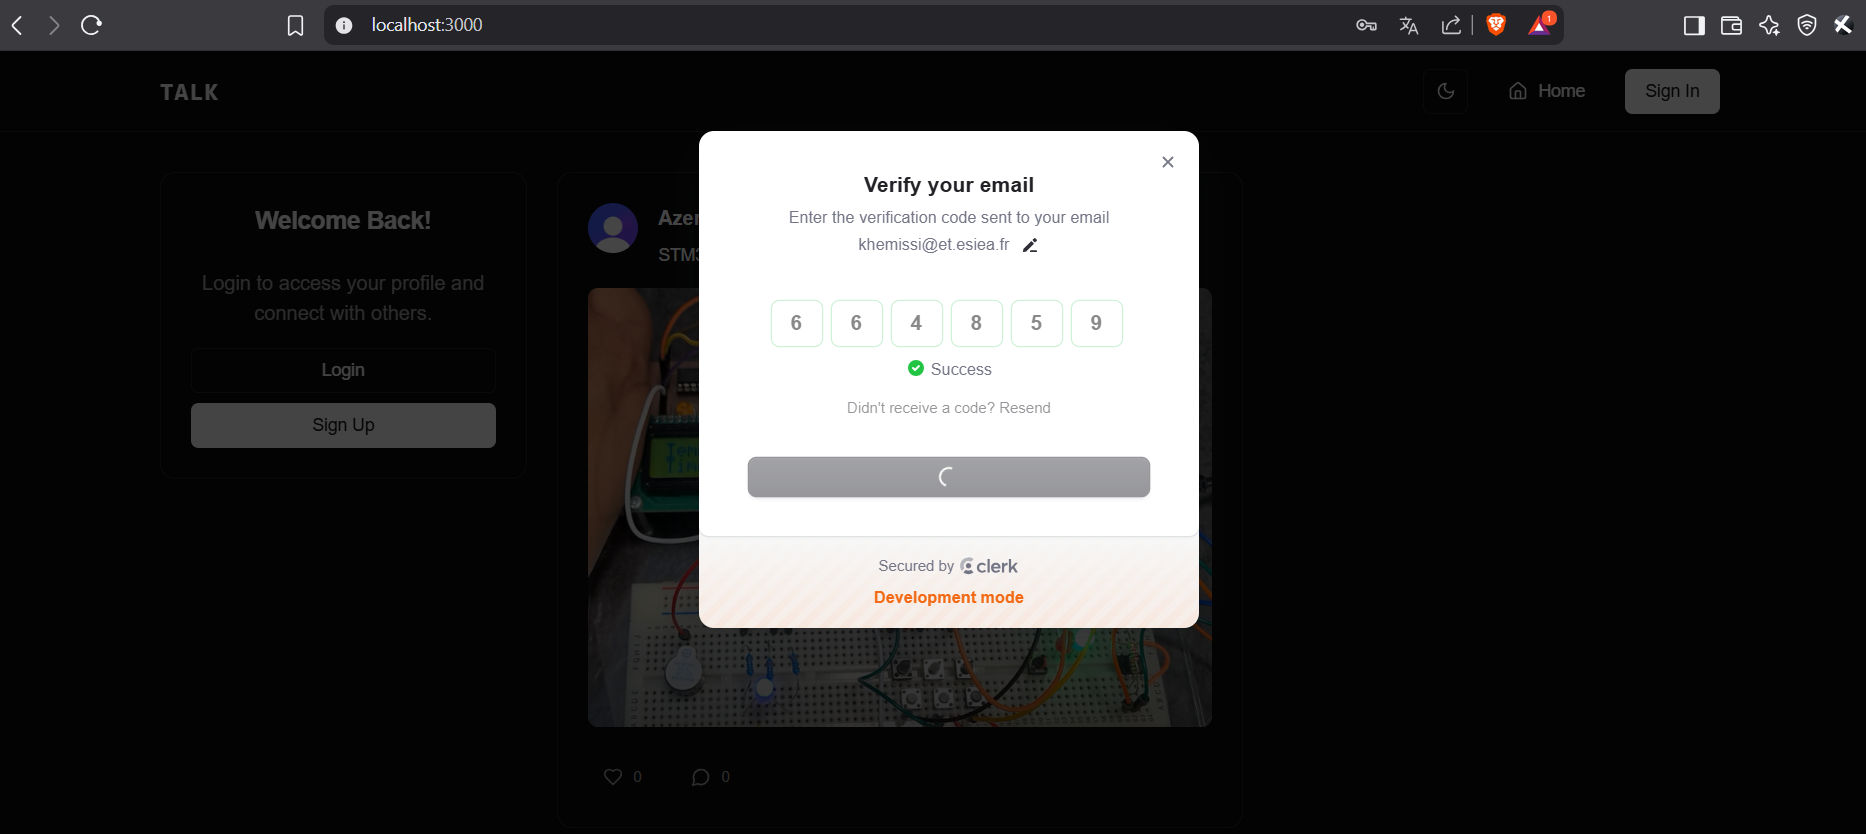 localhost:3000
1
TALK
Home
Sign In
Welcome Back!
Login to access your profile and
connect with others.
Login
Sign Up
Azer
STM3
Verify your email
Enter the verification code sent to your email
khemissi@et.esiea.fr
6 6 4 8 5 9
Success
Didn't receive a code? Resend
Secured by clerk
Development mode
0
0